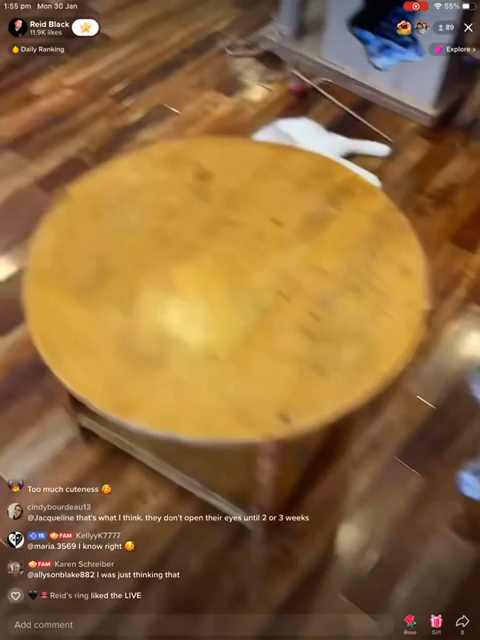 1:55 pm Mon 30 Jan
55%
Reid Black
11.9K likes
89
Daily Ranking
Explore
Too much cuteness
cindybourdeau13
@Jacqueline that's what I think. they don't open their eyes until 2 or 3 weeks
15 FAM KellyyK7777
@maria.3569 I know right
FAM Karen Schreiber
@allysonblake882 I was just thinking that
Reid's ring liked the LIVE
Add comment
Rose
Gift
8